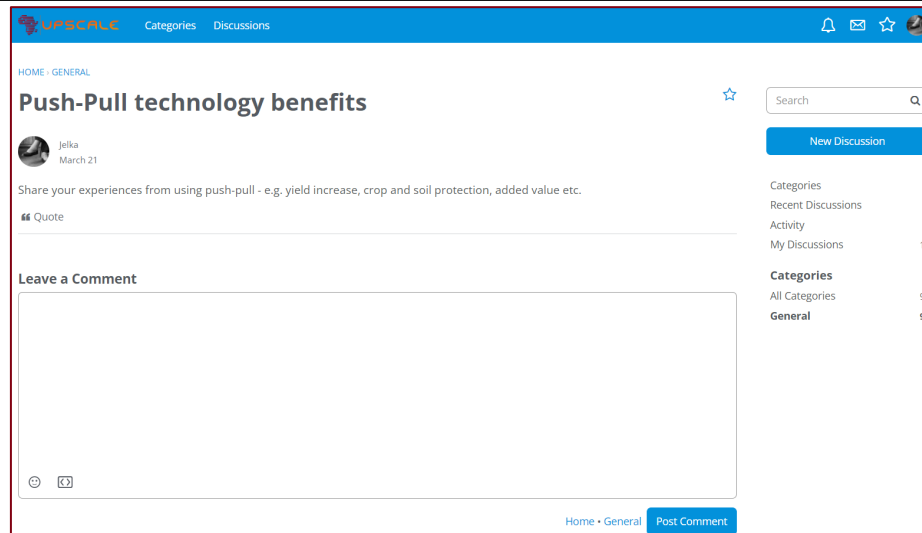 UPSCALE
Categories Discussions
HOME › GENERAL
Push-Pull technology benefits
Jelka
March 21
Share your experiences from using push-pull - e.g. yield increase, crop and soil protection, added value etc.
Quote
Leave a Comment
Home • General Post Comment
Search
New Discussion
Categories
Recent Discussions
Activity
My Discussions
Categories
All Categories
General